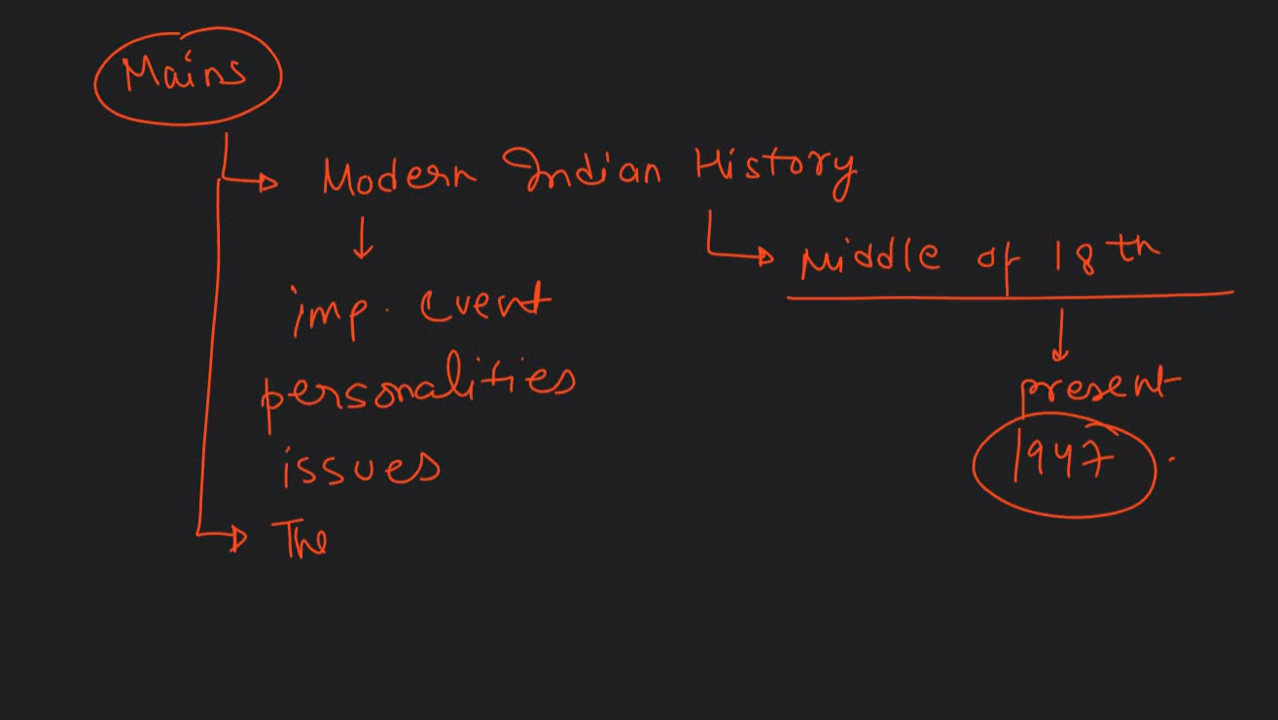 Mains
Modern Indian History
Middle of 18th
imp. event
present
personalities
1947
issues
The